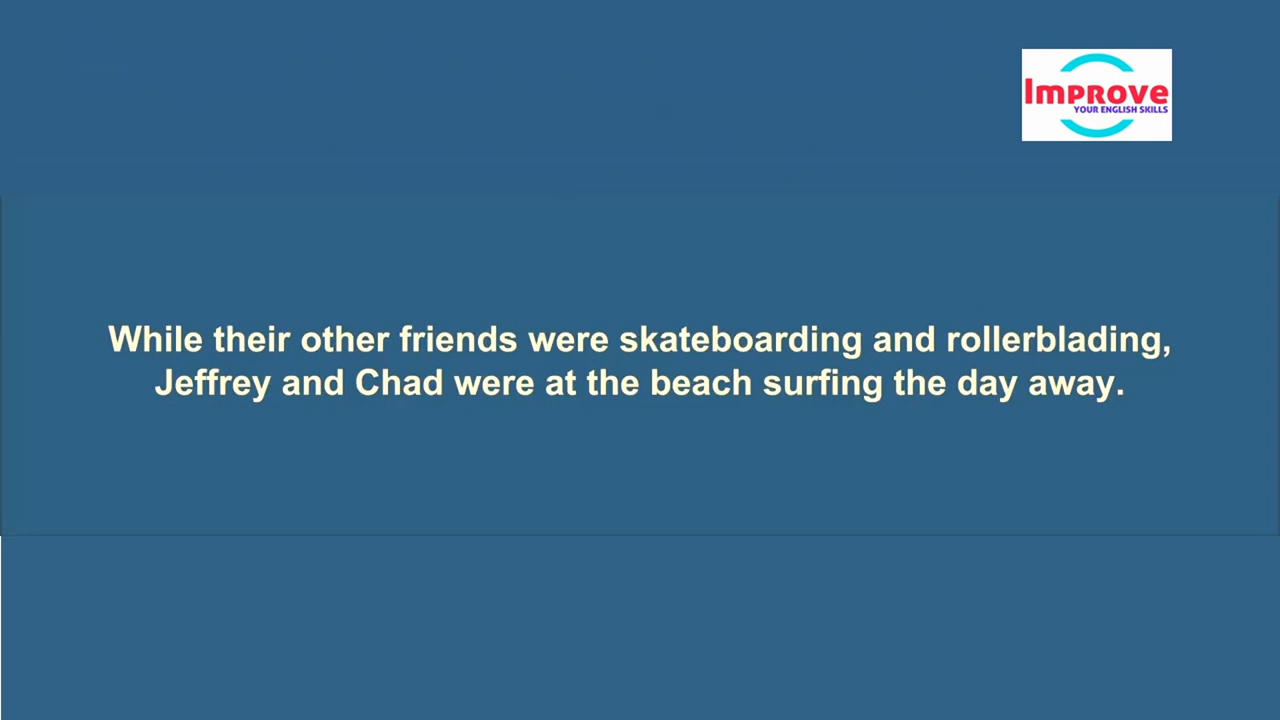 Improve
YOUR ENGLISH SKILLS
While their other friends were skateboarding and rollerblading,
Jeffrey and Chad were at the beach surfing the day away.